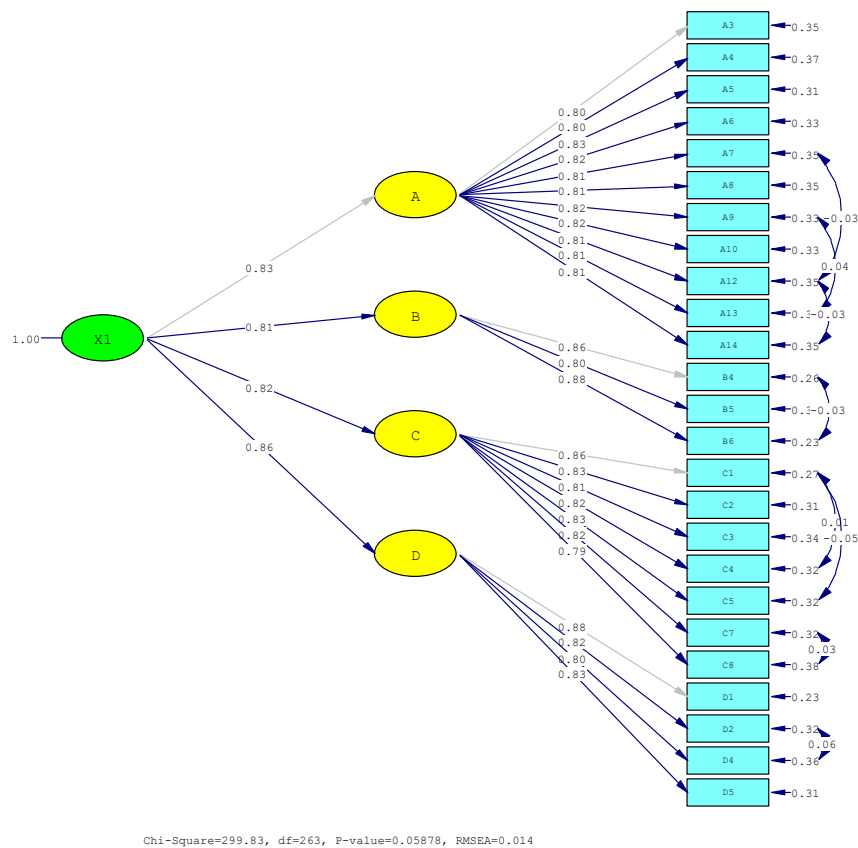 A3 0.35
A4 0.37
A5 0.31
0.80
A6 0.33
0.80
0.83
A7 0.35
0.82
0.81
A8 0.35
0.81
A
0.82
A9 0.33 -0.03
0.82
0.81
A10 0.33
0.81
0.04
0.83
0.81
A12 0.35
A13 -0.03
B
0.81
1.00 X1
A14 0.35
0.86
0.80
B4 0.26
0.88
0.82
B5 -0.03
C
B6 0.23
0.86
0.86
0.83
C1 0.27
0.81
0.82
C2 0.31
0.83
0.01
0.82
C3 0.34 -0.05
0.79
D
C4 0.32
C5 0.32
0.88
C7 0.32
0.82
0.03
0.80
C8 0.38
0.83
D1 0.23
D2 0.32
0.06
D4 0.36
D5 0.31
Chi-Square=299.83, df=263, P-value=0.05878, RMSEA=0.014